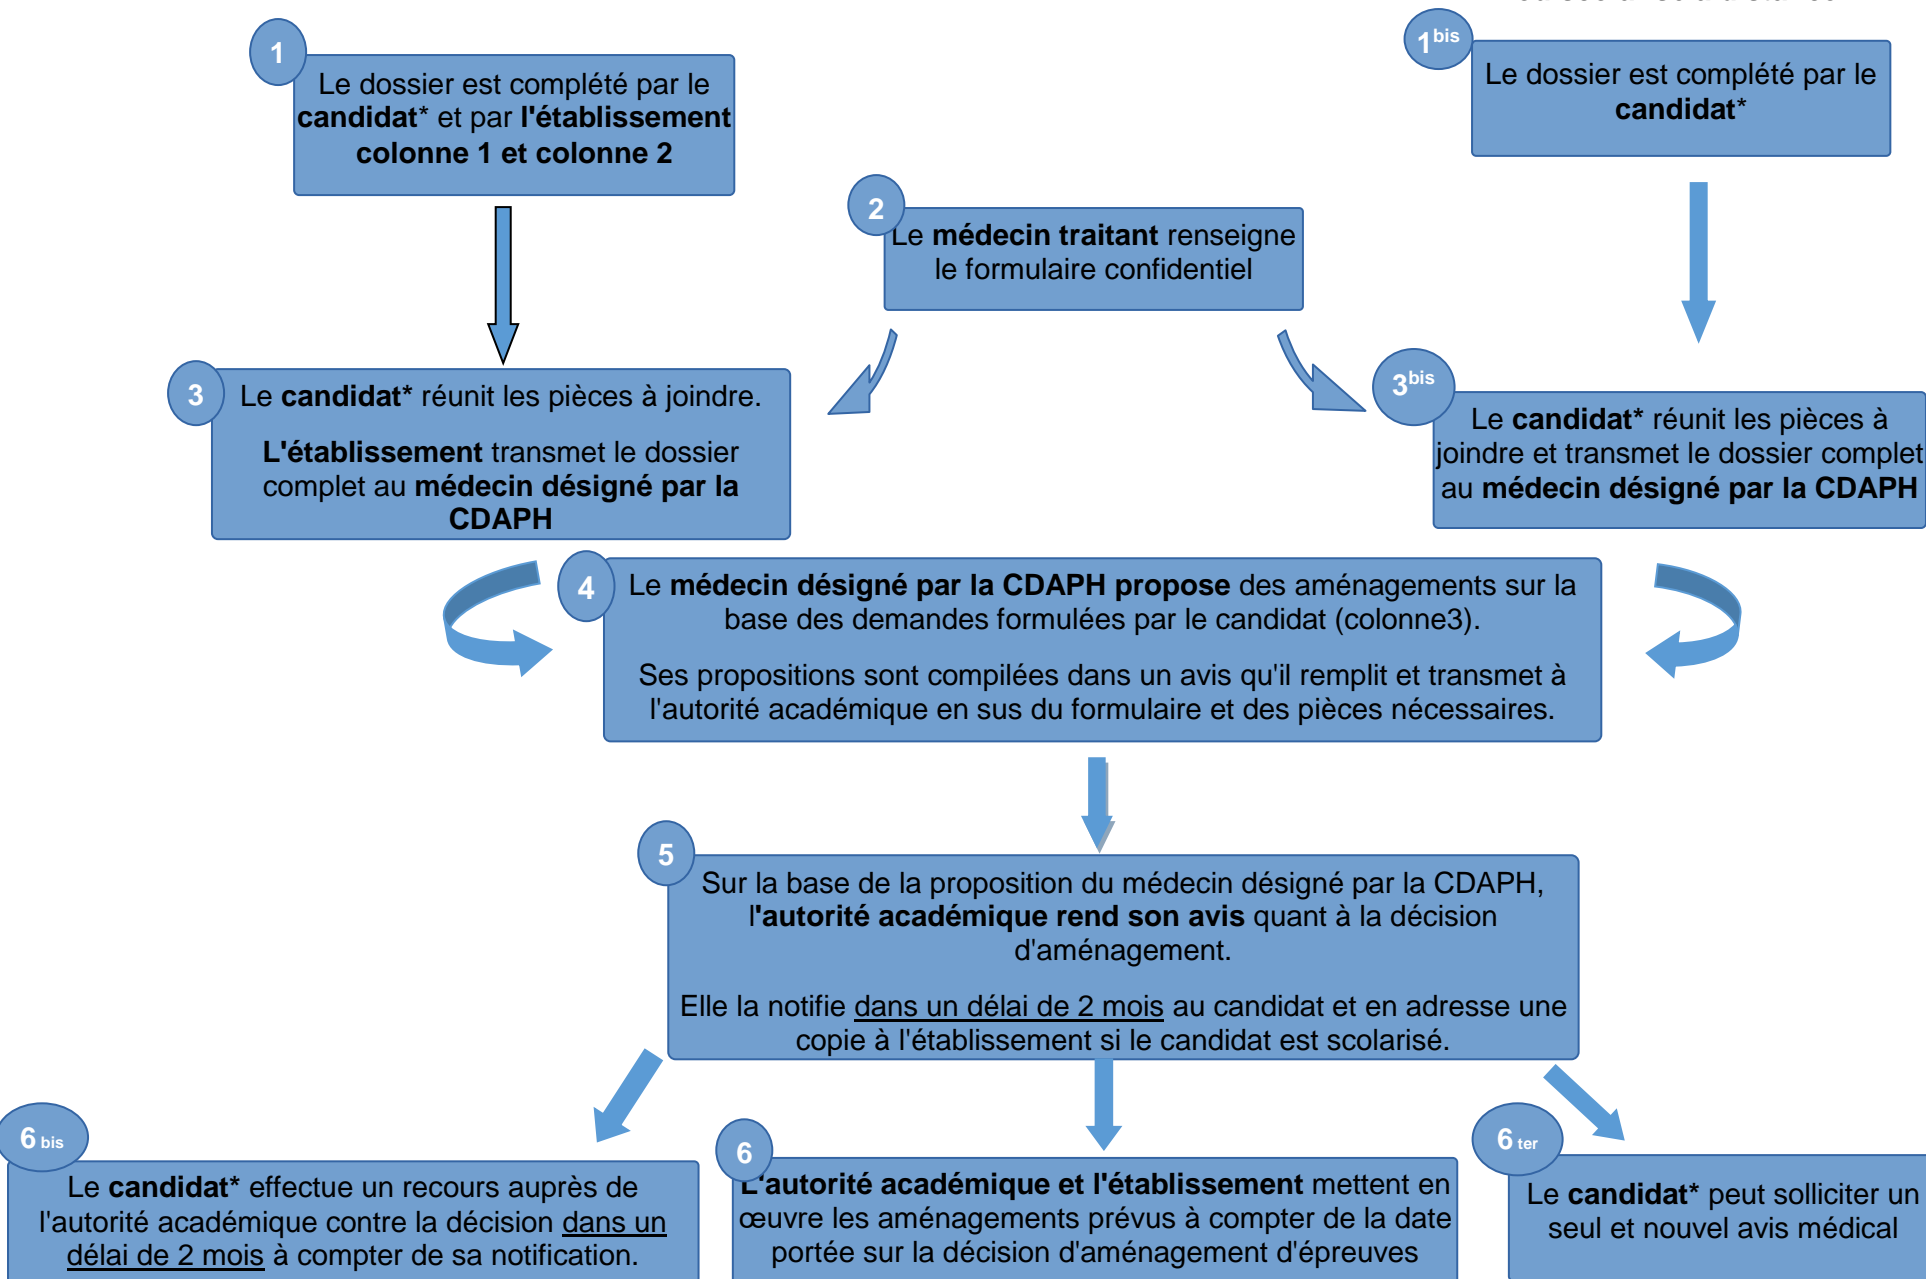 1
Le dossier est complété par le
candidat* et par l'établissement
colonne 1 et colonne 2
1bis
Le dossier est complété par le
candidat*
2
Le médecin traitant renseigne
le formulaire confidentiel
3
Le candidat* réunit les pièces à joindre.
L'établissement transmet le dossier
complet au médecin désigné par la
CDAPH
3bis
Le candidat* réunit les pièces à
joindre et transmet le dossier complet
au médecin désigné par la CDAPH
4
Le médecin désigné par la CDAPH propose des aménagements sur la
base des demandes formulées par le candidat (colonne3).
Ses propositions sont compilées dans un avis qu'il remplit et transmet à
l'autorité académique en sus du formulaire et des pièces nécessaires.
5
Sur la base de la proposition du médecin désigné par la CDAPH,
l'autorité académique rend son avis quant à la décision
d'aménagement.
Elle la notifie dans un délai de 2 mois au candidat et en adresse une
copie à l'établissement si le candidat est scolarisé.
6 bis
Le candidat* effectue un recours auprès de
l'autorité académique contre la décision dans un
délai de 2 mois à compter de sa notification.
6
L'autorité académique et l'établissement mettent en
œuvre les aménagements prévus à compter de la date
portée sur la décision d'aménagement d'épreuves
6 ter
Le candidat* peut solliciter un
seul et nouvel avis médical